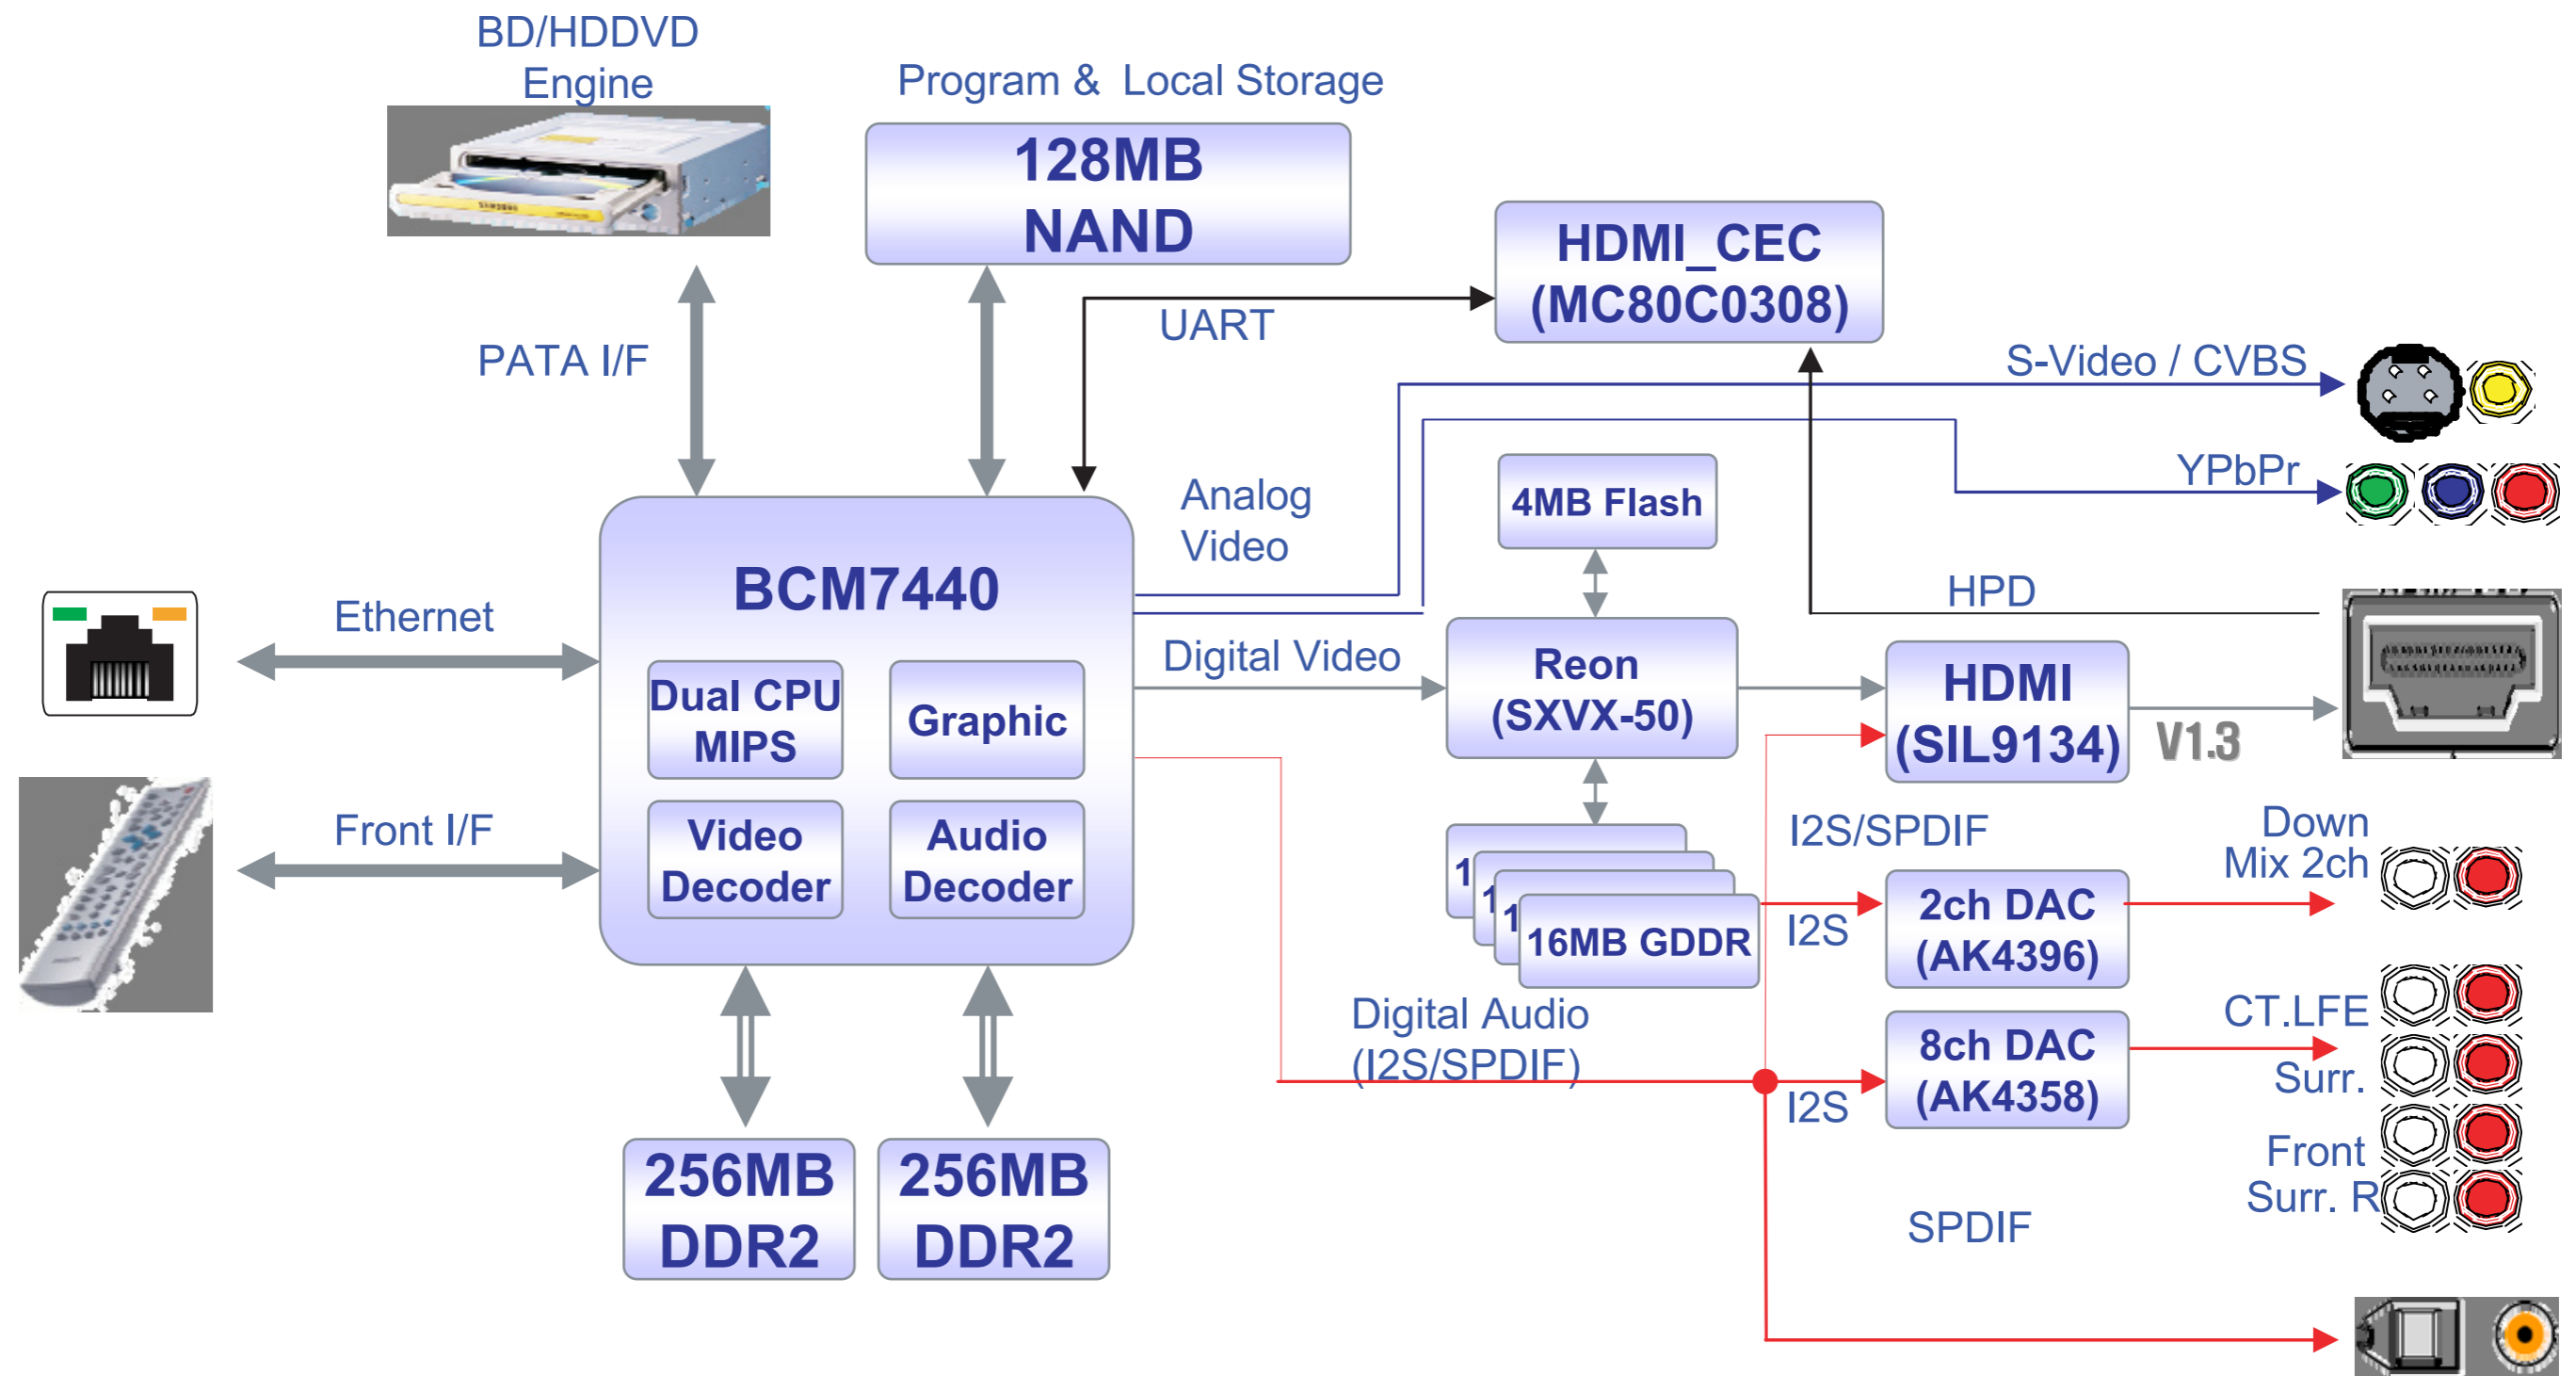 BD/HDDVD
Engine
Program &  Local Storage
128MB
NAND
HDMI_CEC
(MC80C0308)
UART
PATA I/F
S-Video / CVBS
YPbPr
Analog
Video
4MB Flash
BCM7440
HPD
Ethernet
Digital Video
Reon
(SXVX-50)
HDMI
(SIL9134)
V1.3
Dual CPU
MIPS
Graphic
Front I/F
Video
Decoder
Audio
Decoder
I2S/SPDIF
Down
Mix 2ch
1
1
1
16MB GDDR
I2S
2ch DAC
(AK4396)
Digital Audio
(I2S/SPDIF)
I2S
8ch DAC
(AK4358)
CT.LFE
Surr.
Front
Surr. R
SPDIF
256MB
DDR2
256MB
DDR2